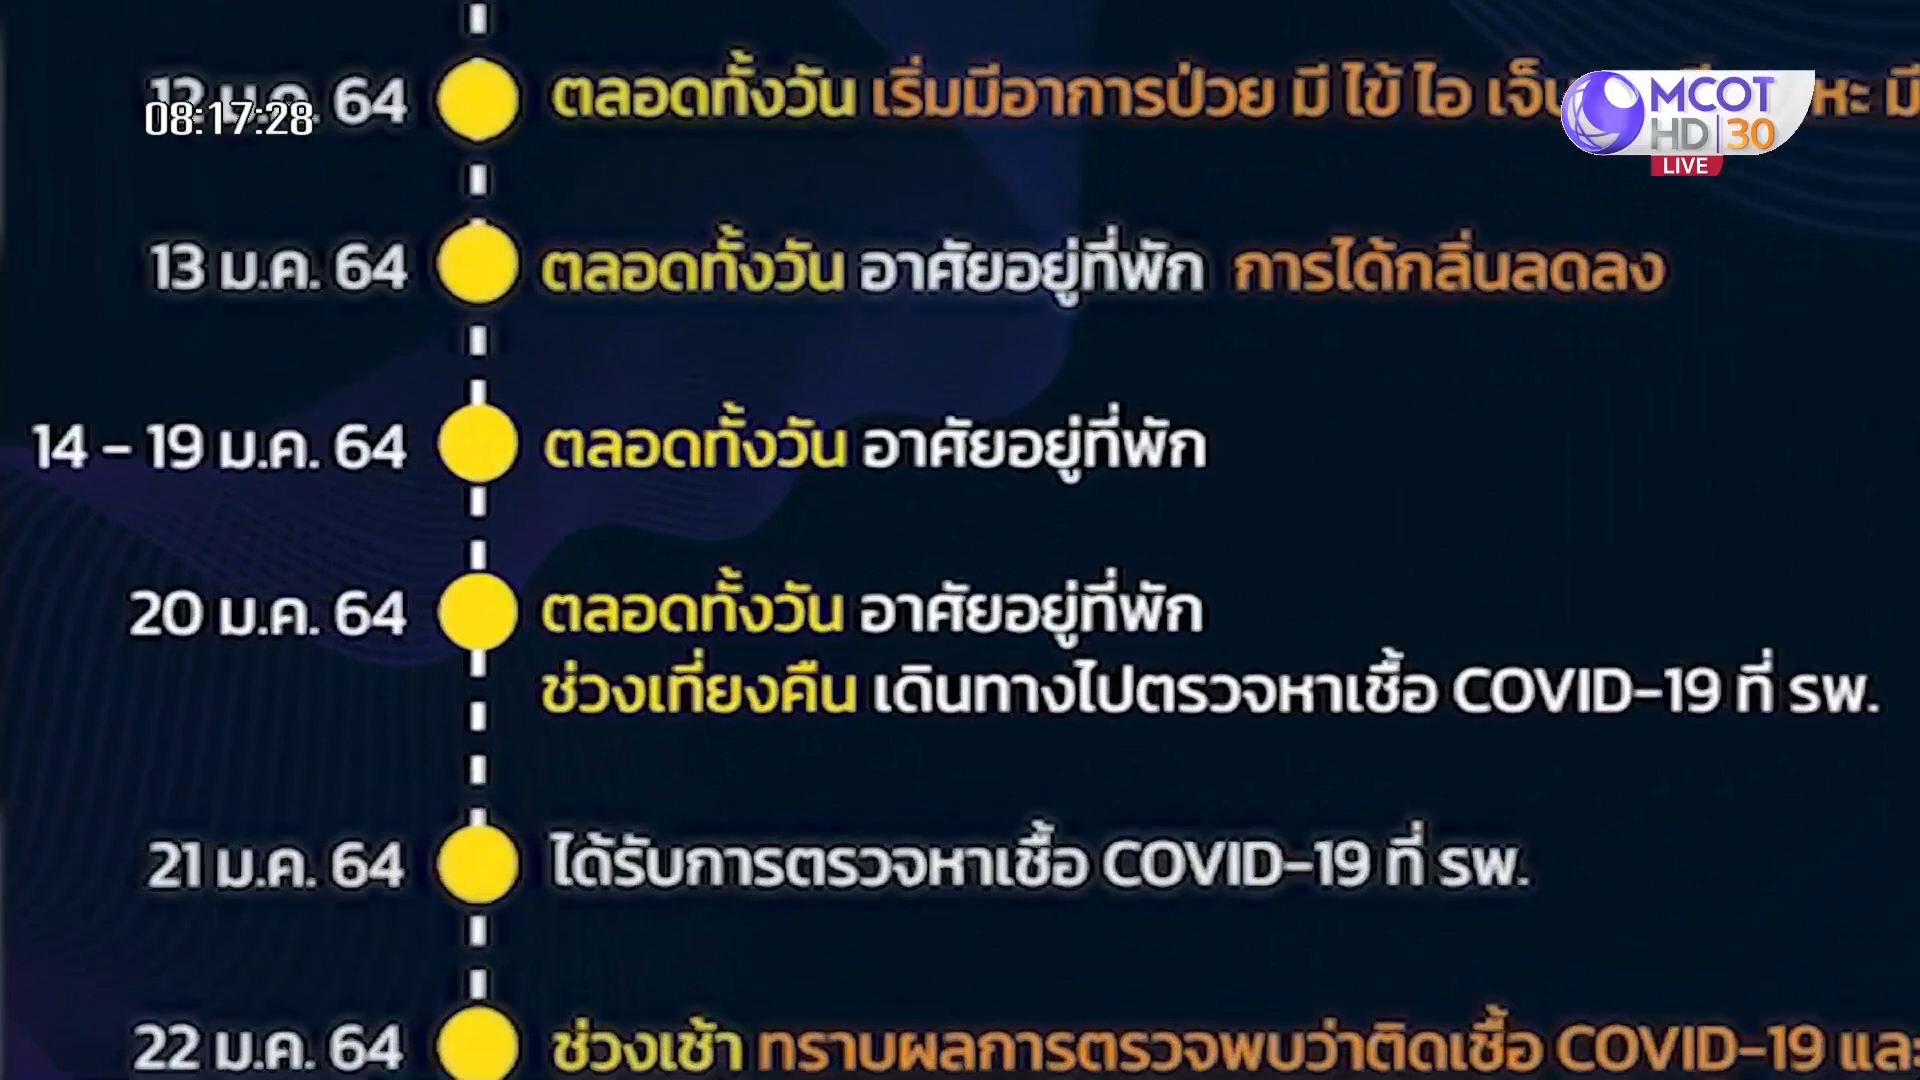 12 ม.ค. 64 ตลอดทั้งวัน เริ่มมีอาการป่วย มี ไข้ ไอ มี
08:17:28
MCOT
HD 30
LIVE
13 ม.ค. 64 ตลอดทั้งวัน อาศัยอยู่ที่พัก การได้กลิ่นลดลง
14 - 19 ม.ค. 64 ตลอดทั้งวัน อาศัยอยู่ที่พัก
20 ม.ค. 64 ตลอดทั้งวัน อาศัยอยู่ที่พัก
ช่วงเที่ยงคืน เดินทางไปตรวจหาเชื้อ COVID-19 ที่ รพ.
21 ม.ค. 64 ได้รับการตรวจหาเชื้อ COVID-19 ที่ รพ.
22 ม.ค. 64 ช่วงเช้า ทราบผลการตรวจพบว่าติดเชื้อ COVID-19 และ